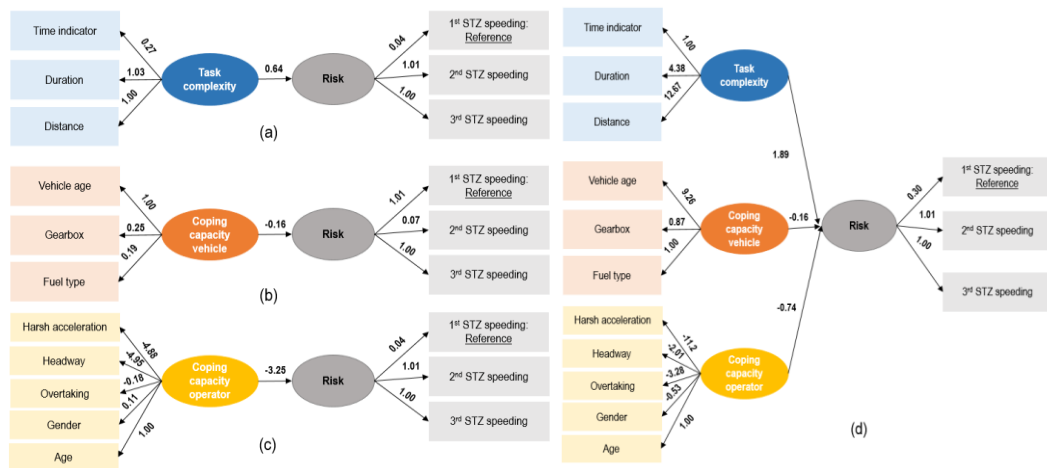 Time indicator
Duration
Distance
0.27
1.03
1.00
Task
complexity
0.64
Risk
0.04
1.01
1.00
1st STZ speeding:
Reference
2nd STZ speeding
3rd STZ speeding
(a)
Vehicle age
Gearbox
Fuel type
1.00
0.25
0.19
Coping
capacity
vehicle
-0.16
Risk
1.01
0.07
1.00
1st STZ speeding:
Reference
2nd STZ speeding
3rd STZ speeding
(b)
Harsh acceleration
Headway
Overtaking
Gender
Age
-4.88
-4.95
-0.18
0.11
1.00
Coping
capacity
operator
-3.25
Risk
0.04
1.01
1.00
1st STZ speeding:
Reference
2nd STZ speeding
3rd STZ speeding
(c)
Time indicator
Duration
Distance
1.00
4.38
12.67
Task
complexity
1.89
Vehicle age
Gearbox
Fuel type
9.26
0.87
1.00
Coping
capacity
vehicle
-0.16
Risk
0.30
1.01
1.00
1st STZ speeding:
Reference
2nd STZ speeding
3rd STZ speeding
-0.74
Harsh acceleration
Headway
Overtaking
Gender
Age
-11.2
-2.01
-3.28
-0.53
1.00
Coping
capacity
operator
(d)